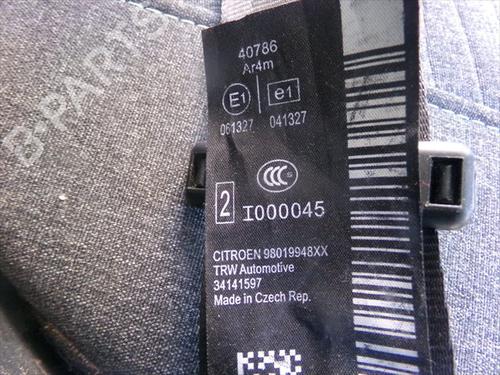 40786
Ar4m
E1 e1
061327 041327
CCC S
2 I000045
CITROEN 98019948XX
TRW Automotive
34141597
Made in Czech Rep.
B-PARTS